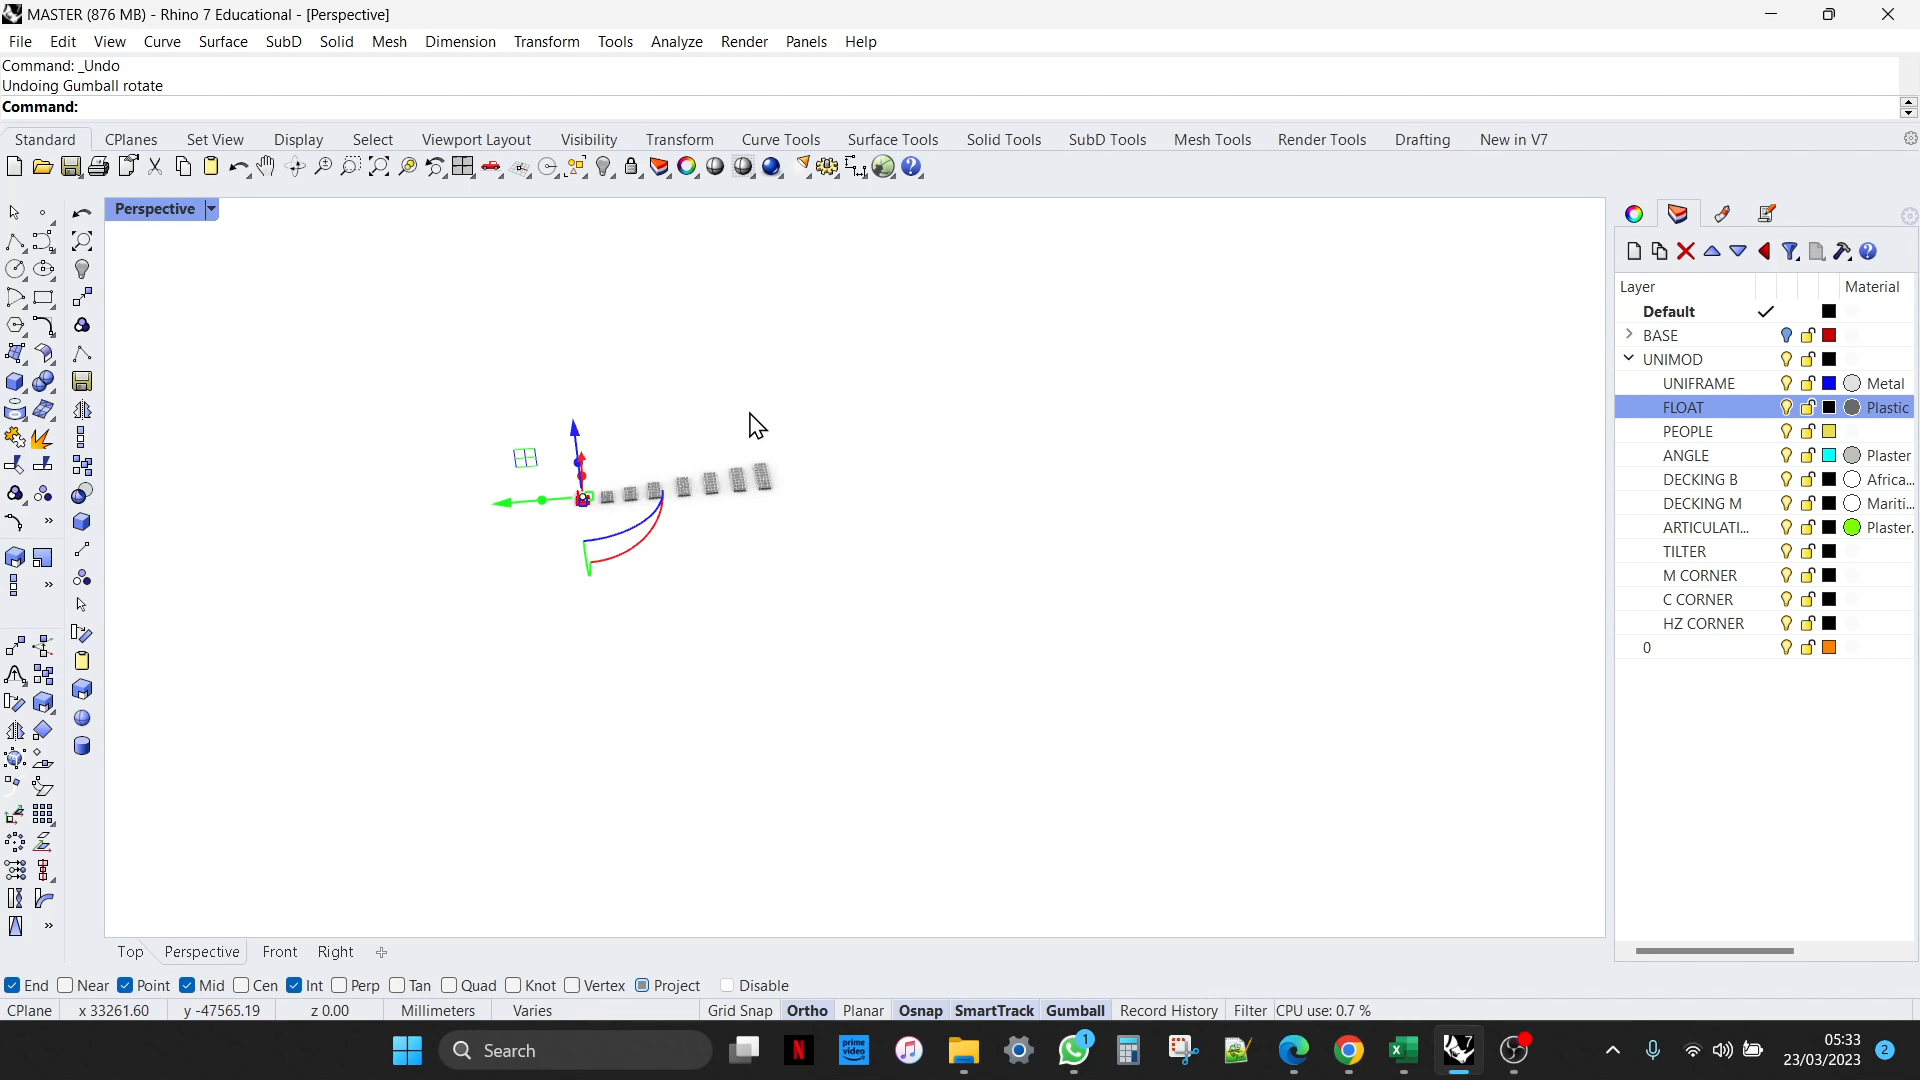 MASTER (876 MB) - Rhino 7 Educational - [Perspective]
File Edit View Curve Surface SubD Solid Mesh Dimension Transform Tools Analyze Render Panels Help
Command: _Undo
Undoing Gumball rotate
Command:
Standard CPlanes Set View Display Select Viewport Layout Visibility Transform Curve Tools Surface Tools Solid Tools SubD Tools Mesh Tools Render Tools Drafting New in V7
Perspective
Layer Material
Default
BASE
UNIMOD
UNIFRAME Metal
FLOAT Plastic
PEOPLE
ANGLE Plaster
DECKING B Africa...
DECKING M Mariti...
ARTICULATI... Plaster.
TILTER
M CORNER
C CORNER
HZ CORNER
0
Top Perspective Front Right
End Near Point Mid Cen Int Perp Tan Quad Knot Vertex Project Disable
CPlane x 33261.60 y -47565.19 z 0.00 Millimeters Varies Grid Snap Ortho Planar Osnap SmartTrack Gumball Record History Filter CPU use: 0.7 %
Search N prime video 1 7 05:33
23/03/2023 2